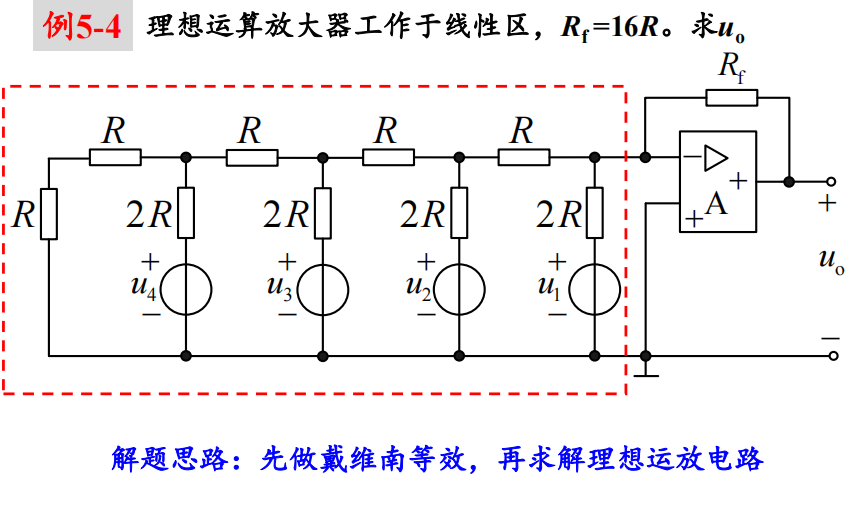 例5-4 理想运算放大器工作于线性区，Rf=16R。求uo
Rf
R R R R
R 2R 2R 2R 2R
− ▷ +
+ A
+ + + + +
u4 u3 u2 u1 uo
− − − − −
解题思路：先做戴维南等效，再求解理想运放电路